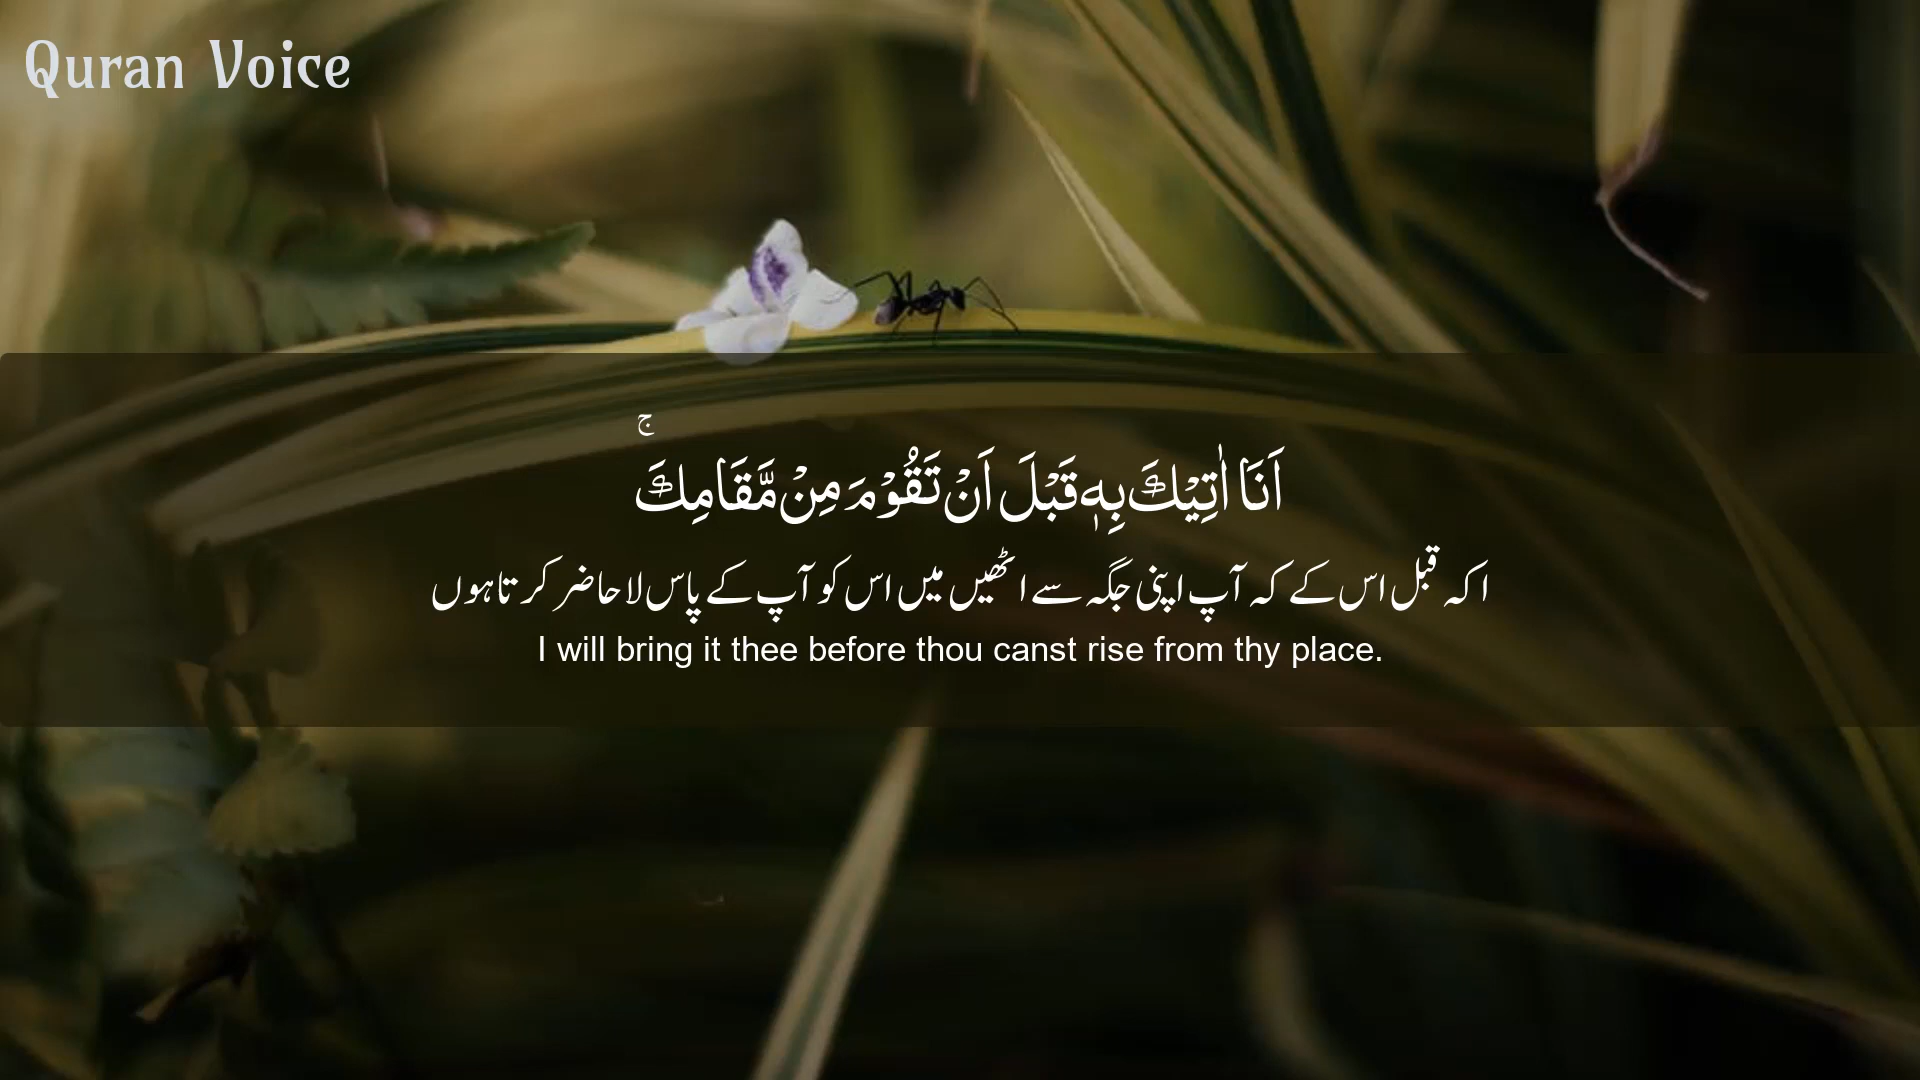 Quran Voice
اَنَا اٰتِيْكَ بِهٖ قَبْلَ اَنْ تَقُوْمَ مِنْ مَّقَامِكَ ۚ
اکہ قبل اس کے کہ آپ اپنی جگہ سے اٹھیں میں اس کو آپ کے پاس لا حاضر کرتا ہوں
I will bring it thee before thou canst rise from thy place.